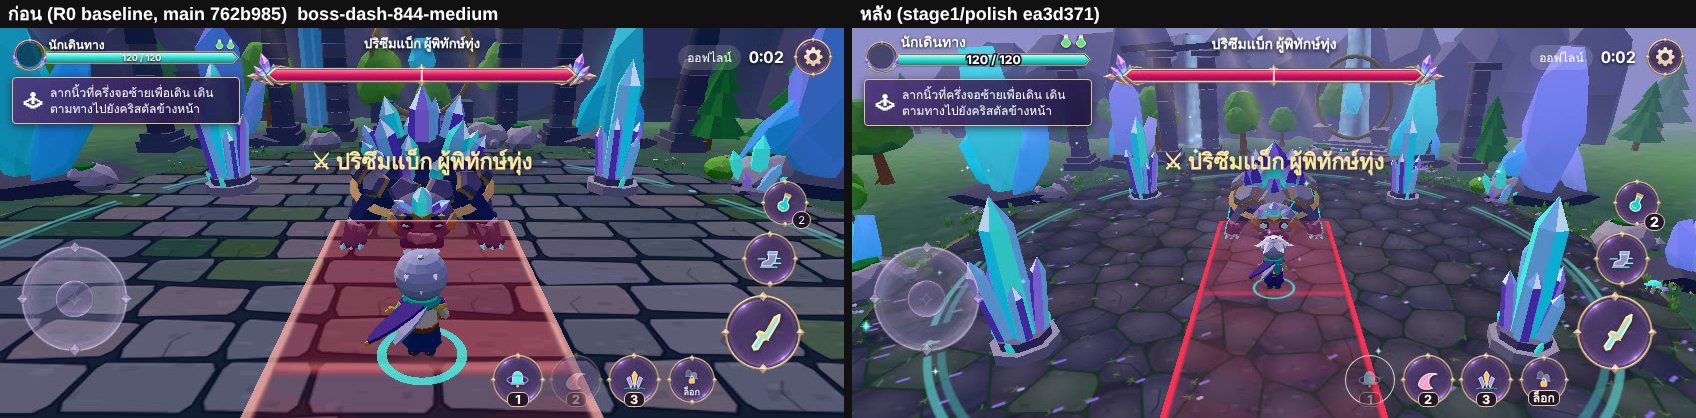 ก่อน (R0 baseline, main 762b985)  boss-dash-844-medium
นักเดินทาง
120 / 120
ลากนิ้วที่ครึ่งจอซ้ายเพื่อเดิน เดิน
ตามทางไปยังคริสตัลข้างหน้า
ปริซึมแบ็ก ผู้พิทักษ์ทุ่ง
ออฟไลน์
0:02
⚔ ปริซึมแบ็ก ผู้พิทักษ์ทุ่ง
2
1
2
3
ล็อก
หลัง (stage1/polish ea3d371)
นักเดินทาง
120 / 120
ลากนิ้วที่ครึ่งจอซ้ายเพื่อเดิน เดิน
ตามทางไปยังคริสตัลข้างหน้า
ปริซึมแบ็ก ผู้พิทักษ์ทุ่ง
ออฟไลน์
0:02
⚔ ปริซึมแบ็ก ผู้พิทักษ์ทุ่ง
2
1
2
3
ล็อก